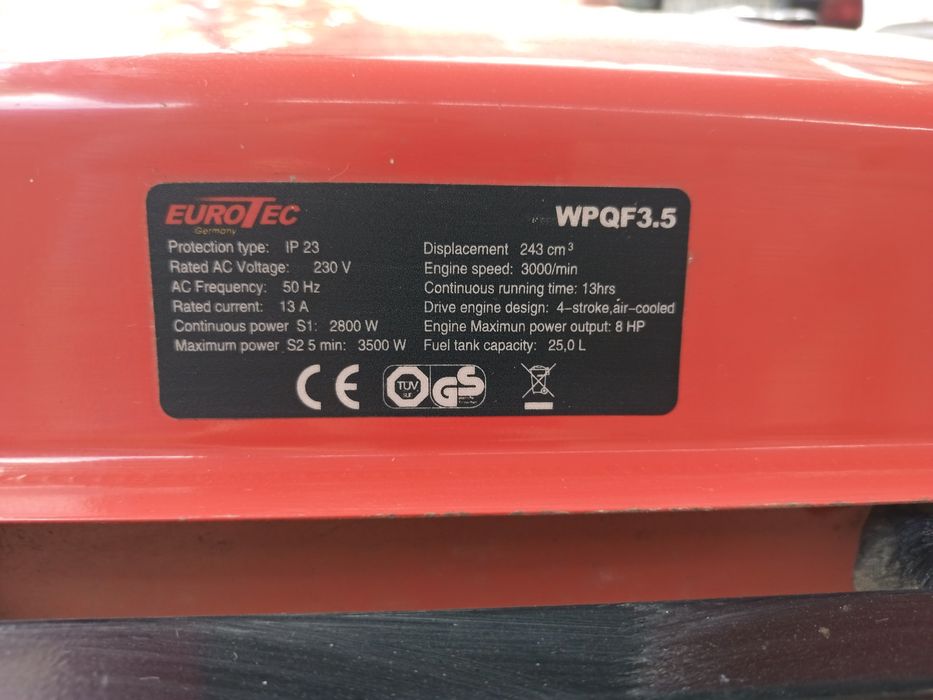 EUROTEC
Germany
WPQF3.5
Protection type: IP 23
Rated AC Voltage: 230 V
AC Frequency: 50 Hz
Rated current: 13 A
Continuous power S1: 2800 W
Maximum power S2 5 min: 3500 W
Displacement 243 cm³
Engine speed: 3000/min
Continuous running time: 13hrs
Drive engine design: 4-stroke,air-cooled
Engine Maximun power output: 8 HP
Fuel tank capacity: 25,0 L
CE
TÜV
GS